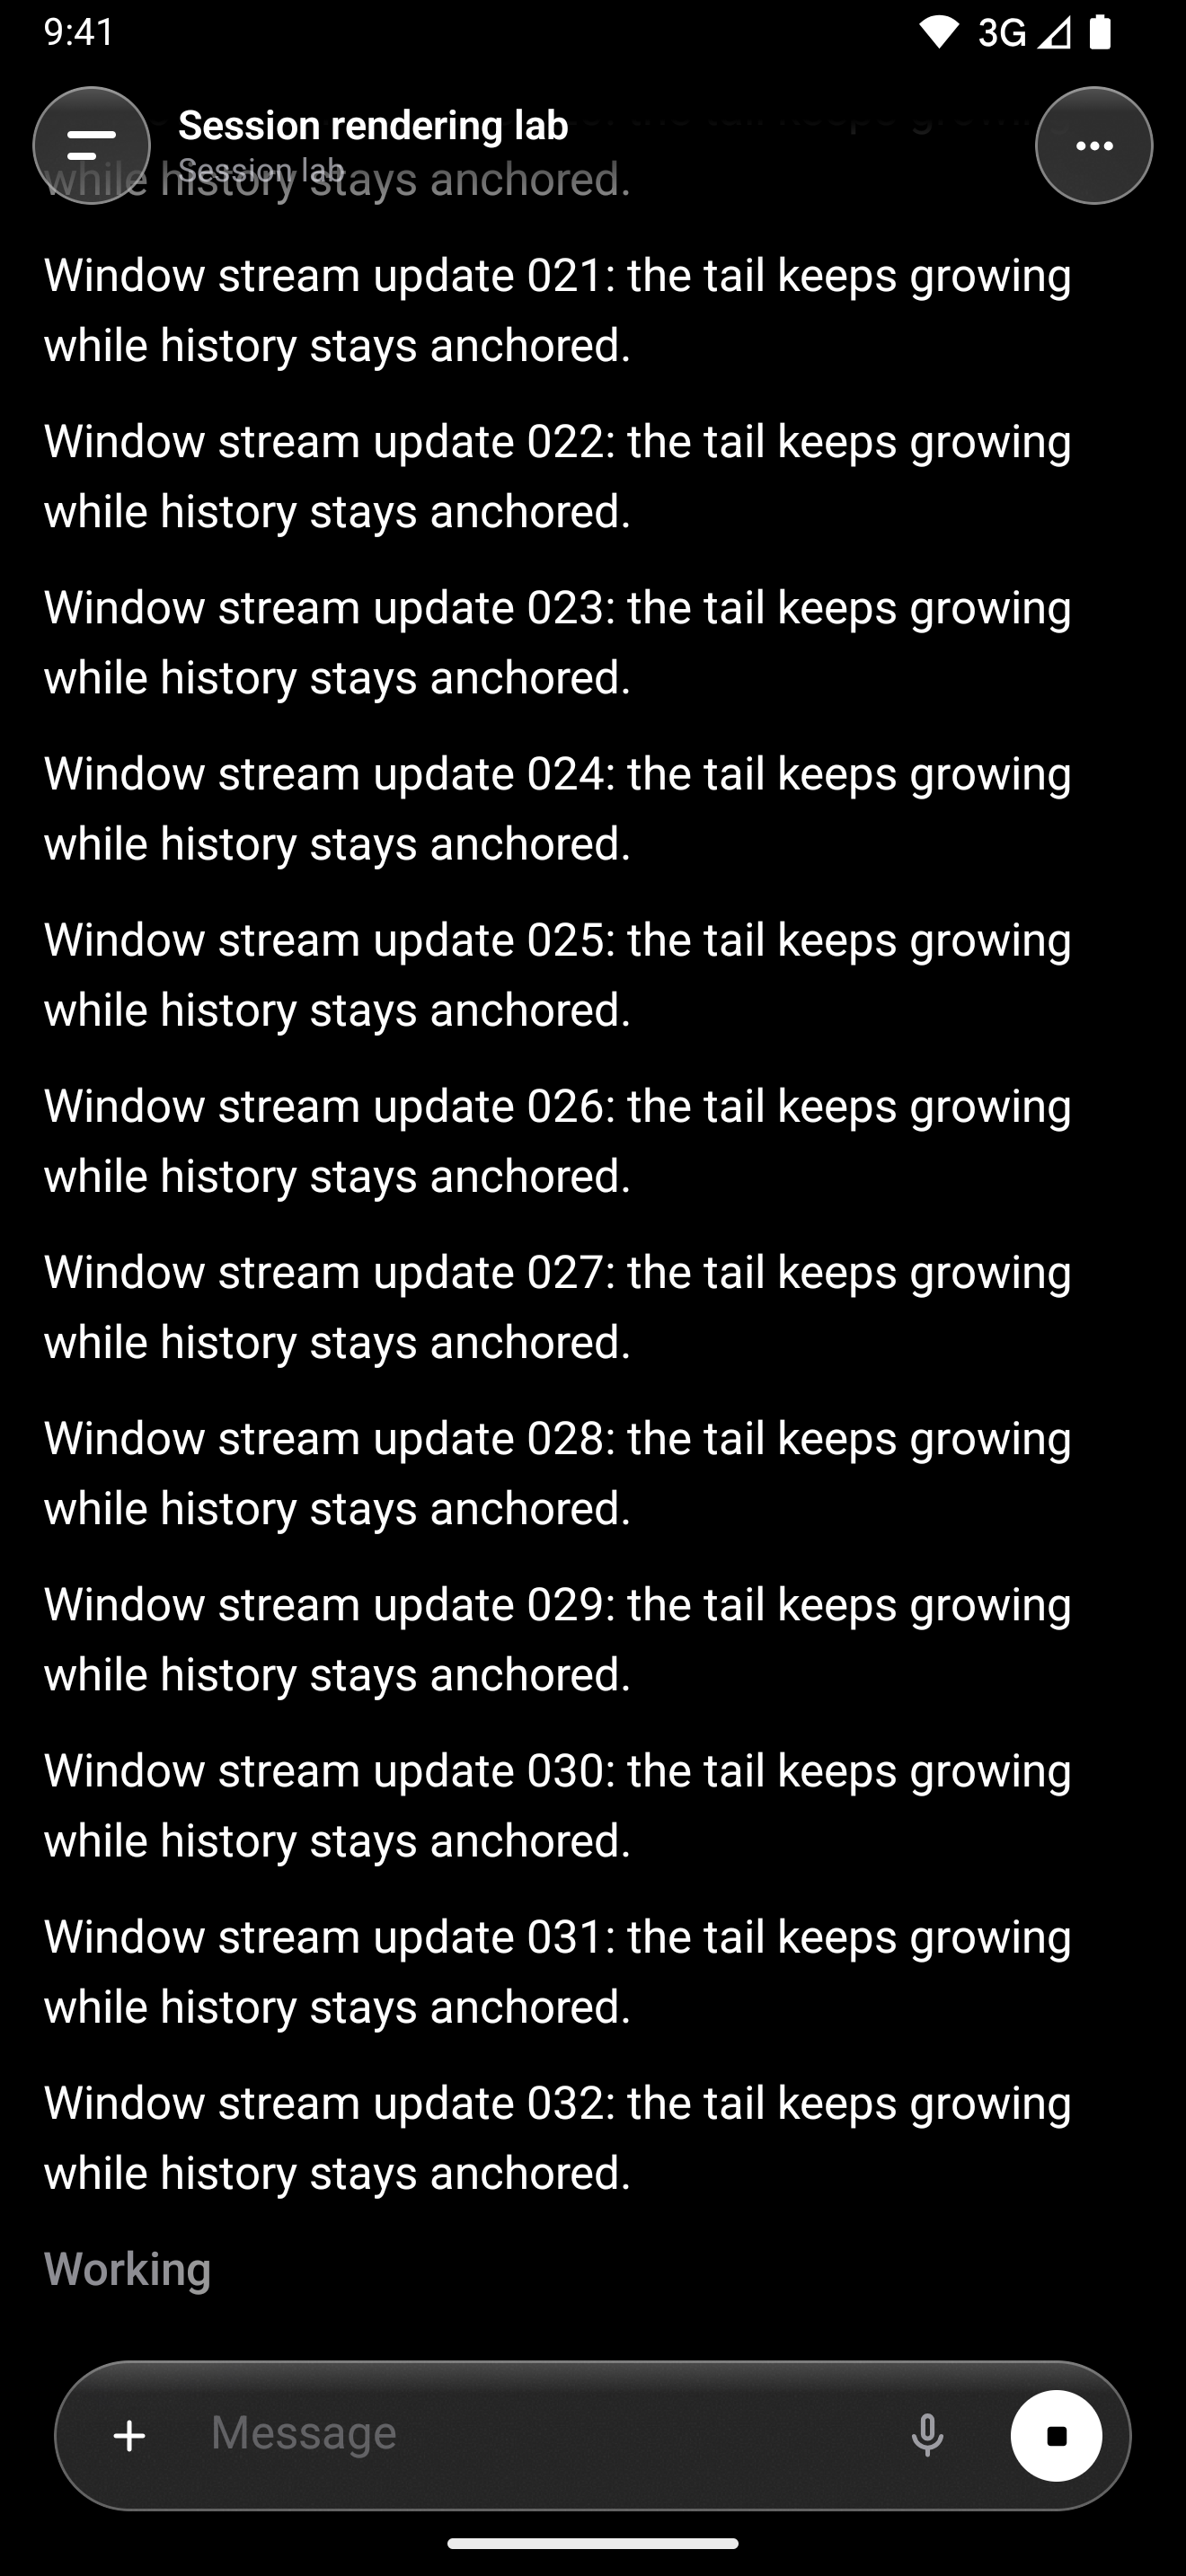 9:41
3G
Session rendering lab
Session lab
while history stays anchored.
Window stream update 021: the tail keeps growing
while history stays anchored.
Window stream update 022: the tail keeps growing
while history stays anchored.
Window stream update 023: the tail keeps growing
while history stays anchored.
Window stream update 024: the tail keeps growing
while history stays anchored.
Window stream update 025: the tail keeps growing
while history stays anchored.
Window stream update 026: the tail keeps growing
while history stays anchored.
Window stream update 027: the tail keeps growing
while history stays anchored.
Window stream update 028: the tail keeps growing
while history stays anchored.
Window stream update 029: the tail keeps growing
while history stays anchored.
Window stream update 030: the tail keeps growing
while history stays anchored.
Window stream update 031: the tail keeps growing
while history stays anchored.
Window stream update 032: the tail keeps growing
while history stays anchored.
Working
Message